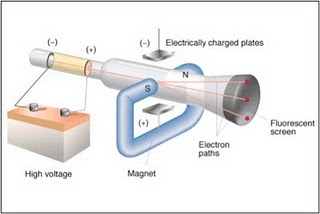 (−)
(+)
(−)
Electrically charged plates
N
S
(+)
Fluorescent
screen
Electron
paths
High voltage
Magnet